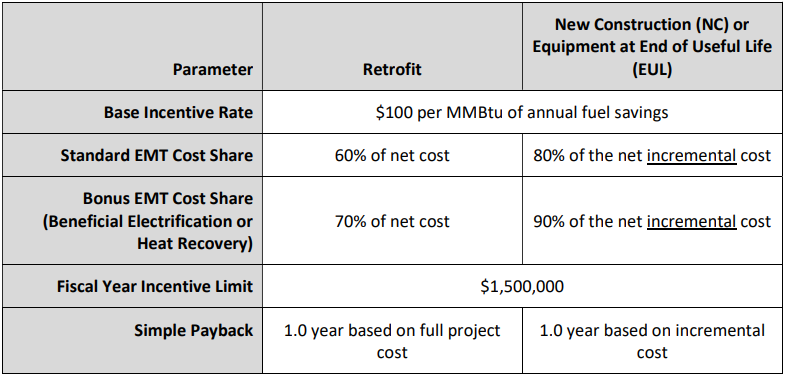 Parameter
Retrofit
New Construction (NC) or
Equipment at End of Useful Life
(EUL)
Base Incentive Rate
$100 per MMBtu of annual fuel savings
Standard EMT Cost Share
60% of net cost
80% of the net incremental cost
Bonus EMT Cost Share
(Beneficial Electrification or
Heat Recovery)
70% of net cost
90% of the net incremental cost
Fiscal Year Incentive Limit
$1,500,000
Simple Payback
1.0 year based on full project
cost
1.0 year based on incremental
cost